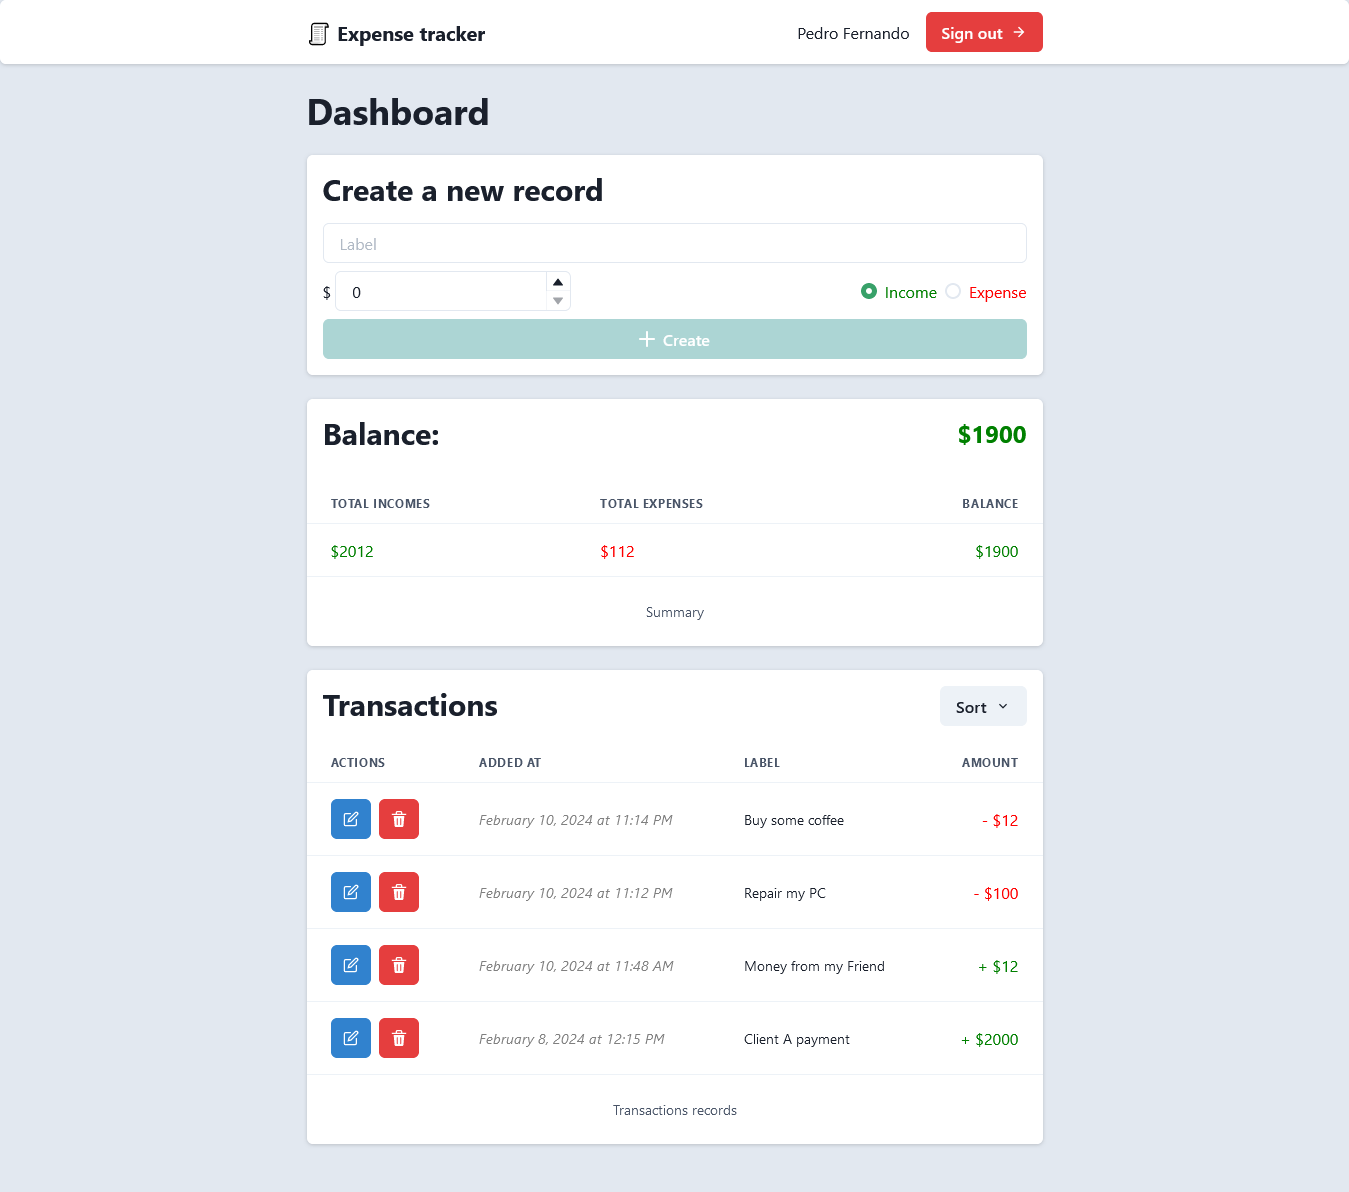 Expense tracker
Pedro Fernando
Sign out
Dashboard
Create a new record
Label
$ 0
Income Expense
Create
Balance:
$1900
TOTAL INCOMES TOTAL EXPENSES BALANCE
$2012 $112 $1900
Summary
Transactions
Sort
ACTIONS ADDED AT LABEL AMOUNT
February 10, 2024 at 11:14 PM Buy some coffee - $12
February 10, 2024 at 11:12 PM Repair my PC - $100
February 10, 2024 at 11:48 AM Money from my Friend + $12
February 8, 2024 at 12:15 PM Client A payment + $2000
Transactions records